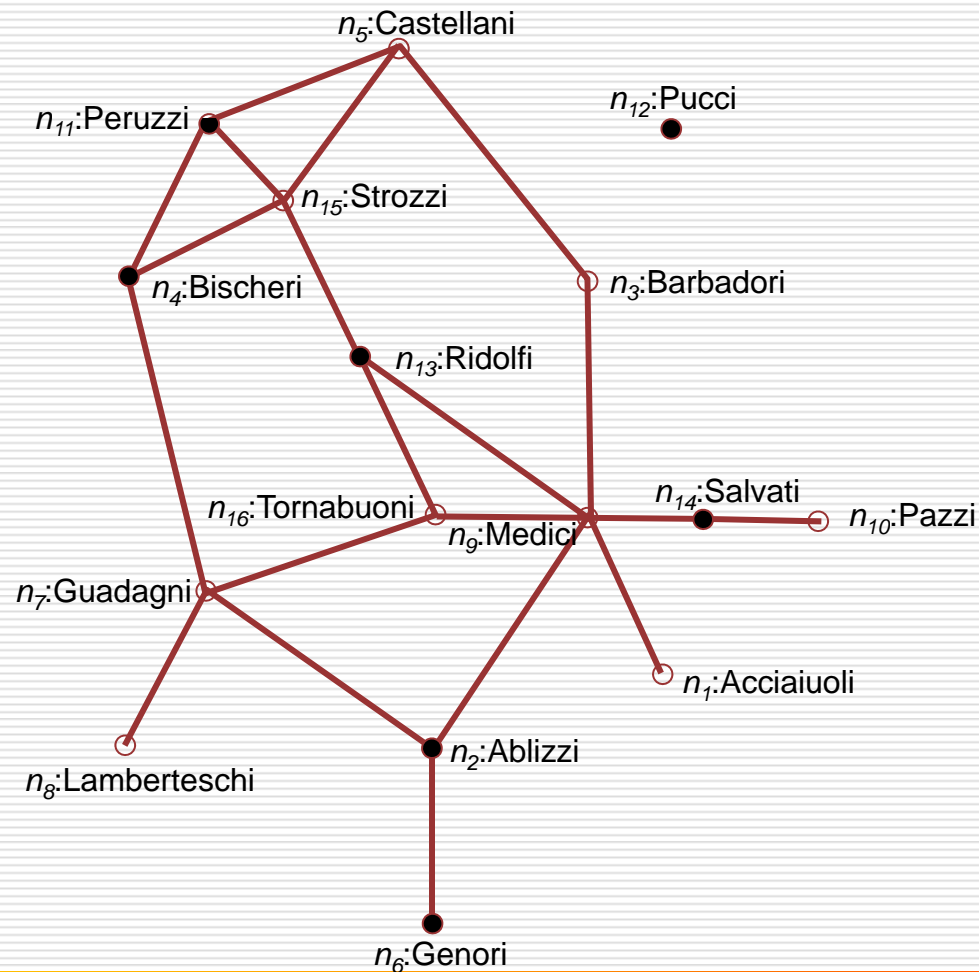 n5:Castellani
n12:Pucci
n11:Peruzzi
n15:Strozzi
n4:Bischeri
n3:Barbadori
n13:Ridolfi
n14:Salvati
n16:Tornabuoni
n10:Pazzi
n9:Medici
n7:Guadagni
n1:Acciaiuoli
n2:Ablizzi
n8:Lamberteschi
n6:Genori